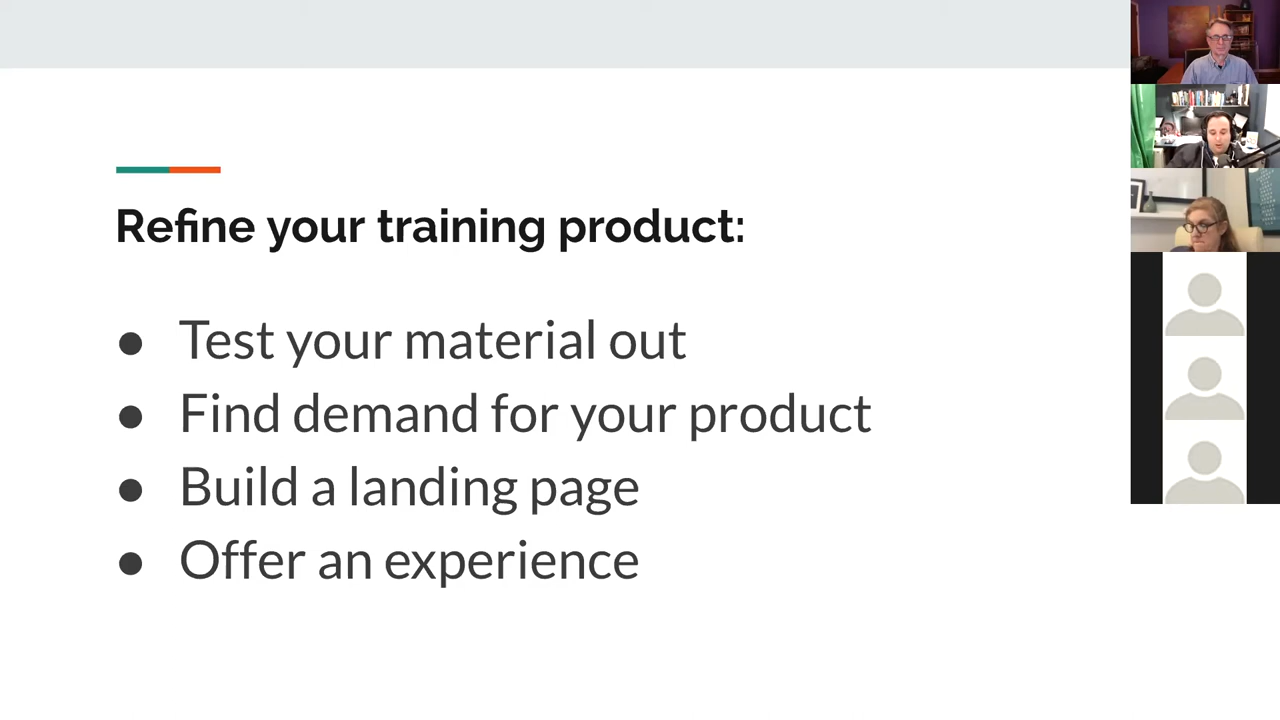 Refine your training product:
● Test your material out
● Find demand for your product
● Build a landing page
● Offer an experience